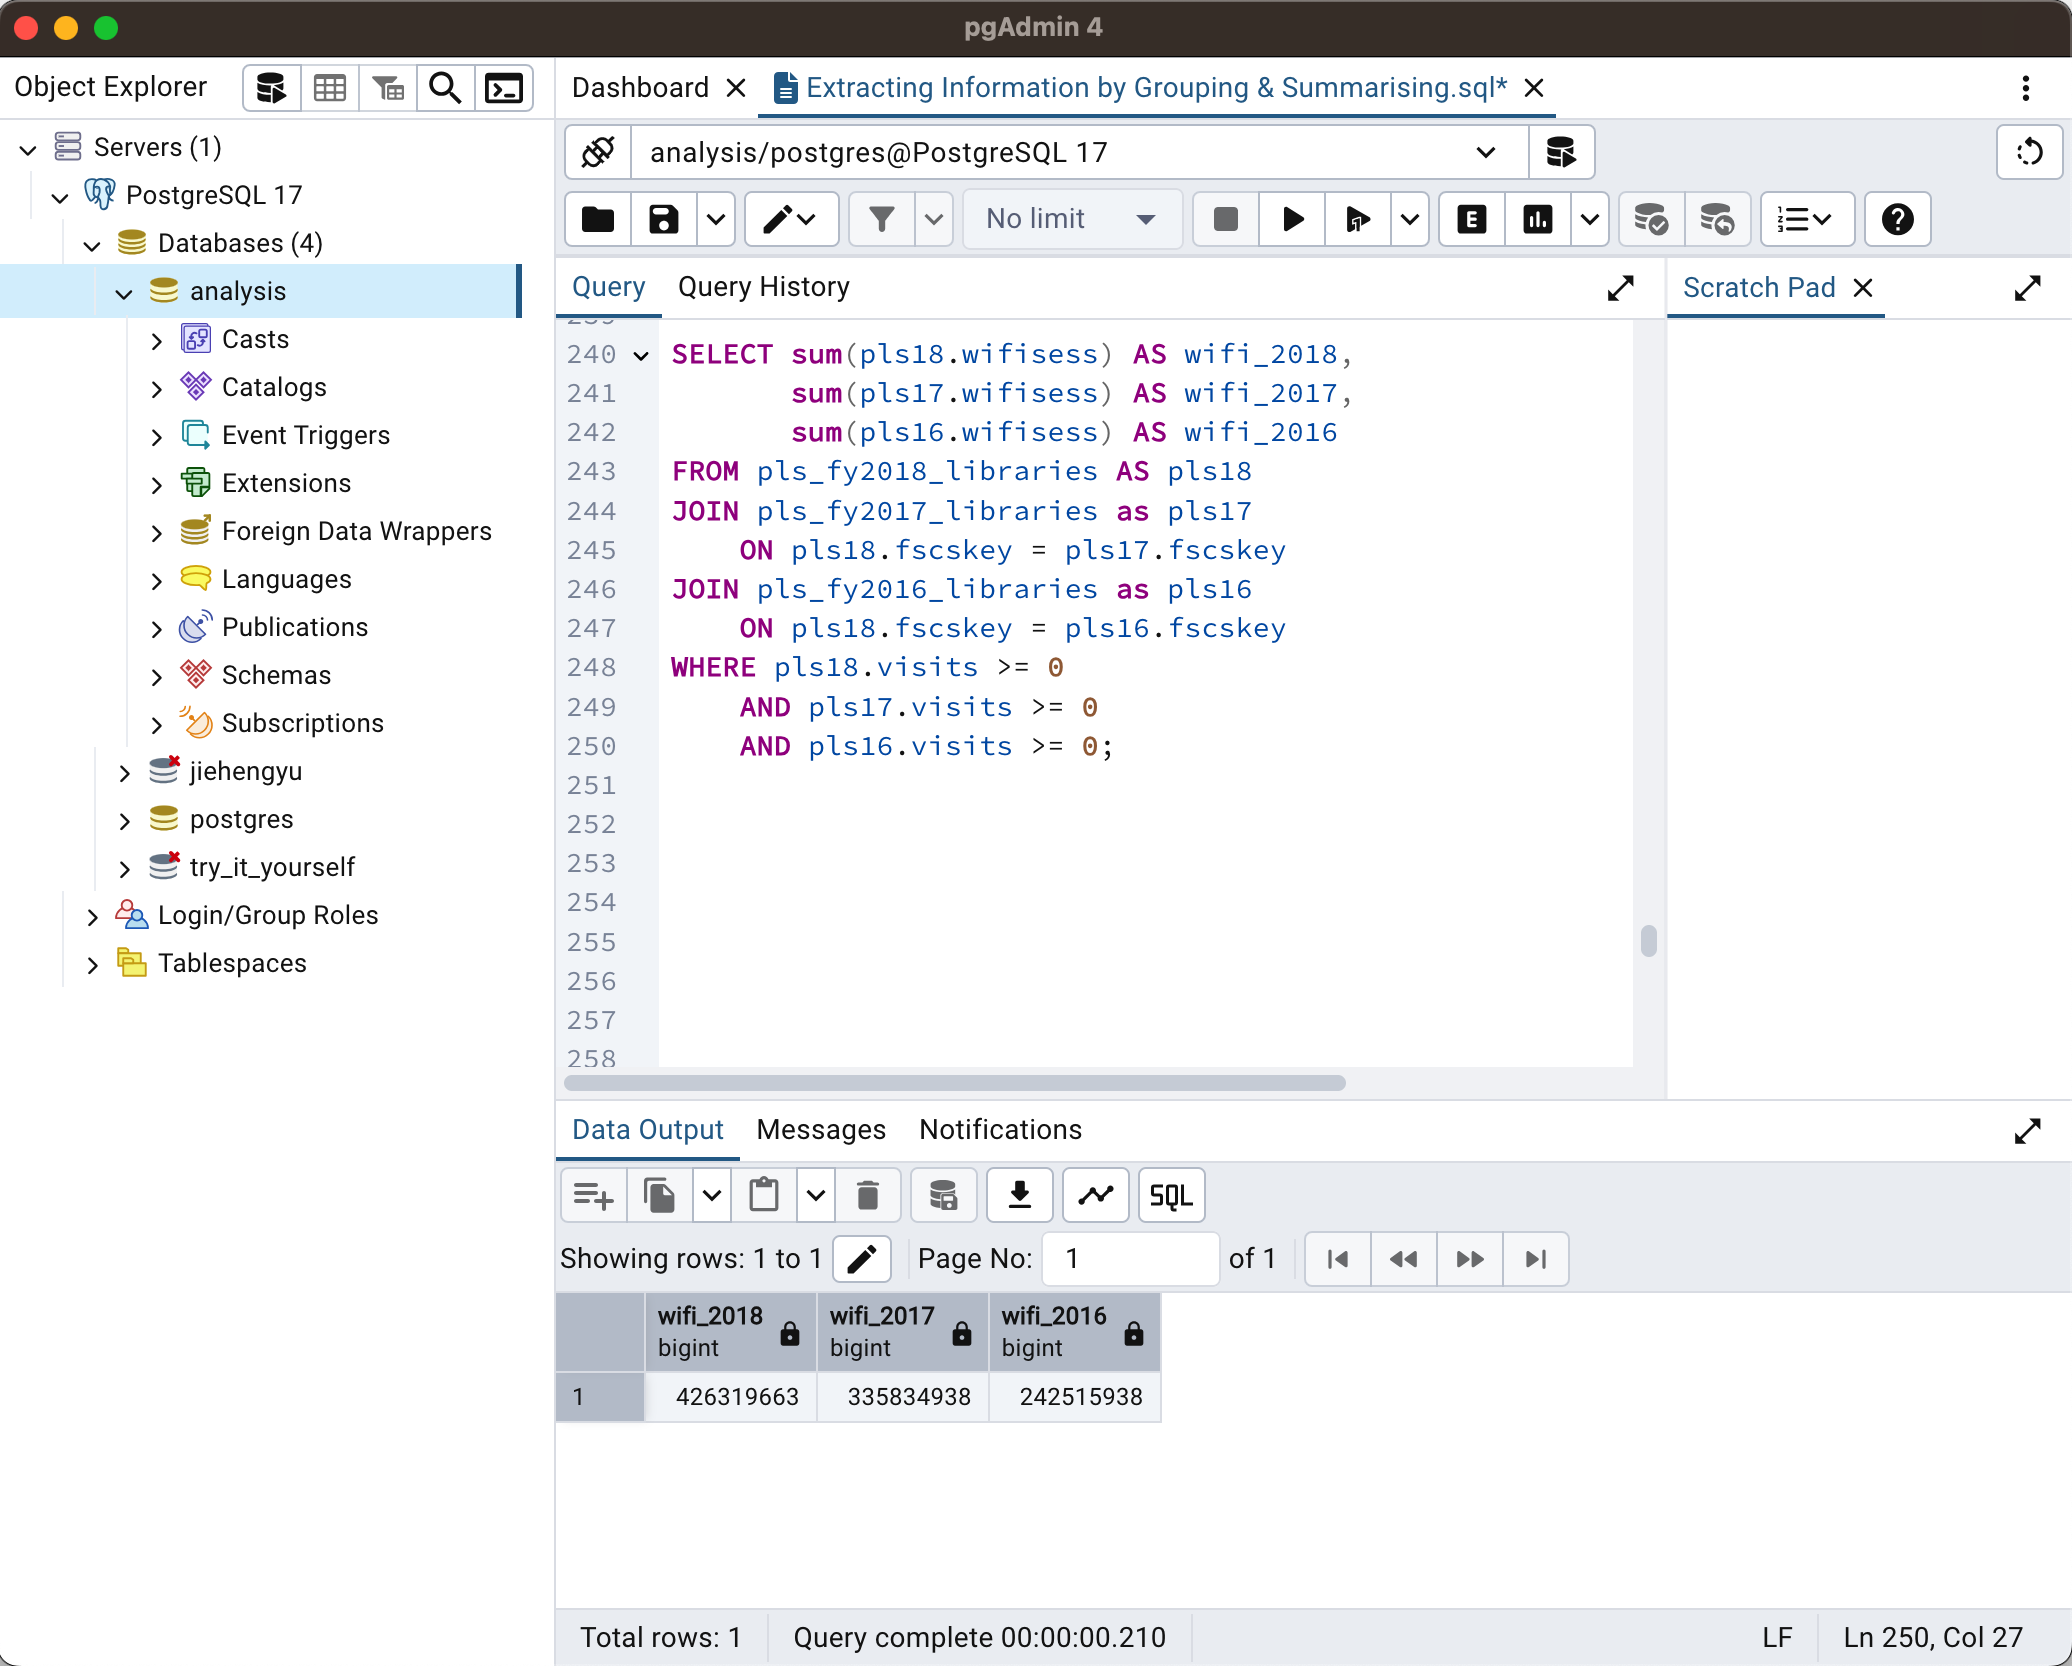 pgAdmin 4
Object Explorer
Dashboard
Extracting Information by Grouping & Summarising.sql*
Servers (1)
PostgreSQL 17
Databases (4)
analysis
Casts
Catalogs
Event Triggers
Extensions
Foreign Data Wrappers
Languages
Publications
Schemas
Subscriptions
jiehengyu
postgres
try_it_yourself
Login/Group Roles
Tablespaces
analysis/postgres@PostgreSQL 17
No limit
E
Query
Query History
Scratch Pad
239
240 SELECT sum(pls18.wifisess) AS wifi_2018,
241 sum(pls17.wifisess) AS wifi_2017,
242 sum(pls16.wifisess) AS wifi_2016
243 FROM pls_fy2018_libraries AS pls18
244 JOIN pls_fy2017_libraries as pls17
245 ON pls18.fscskey = pls17.fscskey
246 JOIN pls_fy2016_libraries as pls16
247 ON pls18.fscskey = pls16.fscskey
248 WHERE pls18.visits >= 0
249 AND pls17.visits >= 0
250 AND pls16.visits >= 0;
251
252
253
254
255
256
257
258
Data Output
Messages
Notifications
SQL
Showing rows: 1 to 1
Page No: 1 of 1
wifi_2018 wifi_2017 wifi_2016
bigint bigint bigint
1 426319663 335834938 242515938
Total rows: 1
Query complete 00:00:00.210
LF
Ln 250, Col 27